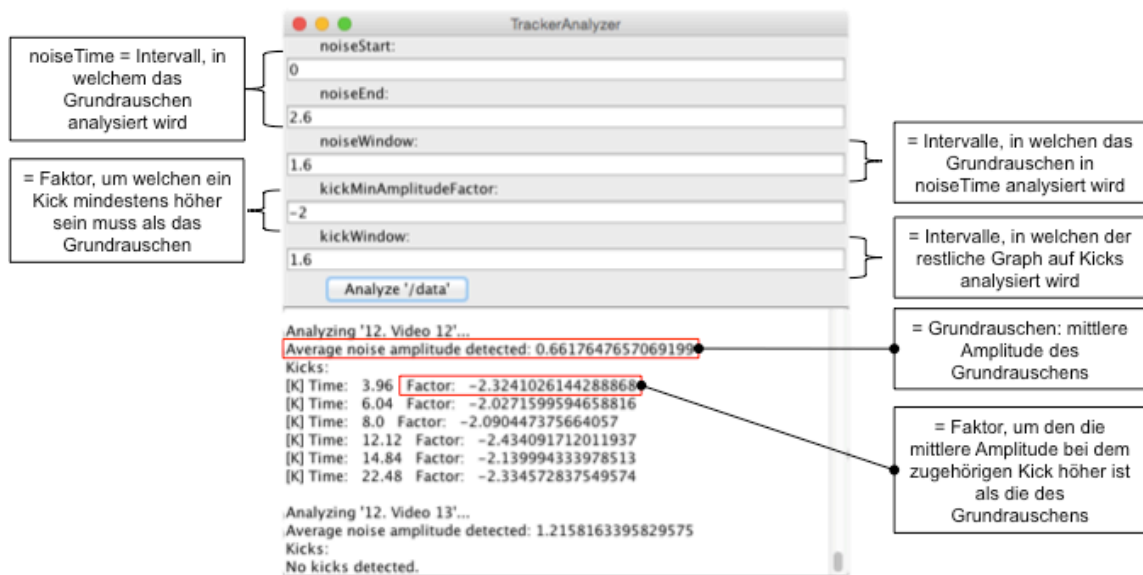 TrackerAnalyzer
noiseStart:
0
noiseEnd:
2.6
noiseWindow:
1.6
kickMinAmplitudeFactor:
-2
kickWindow:
1.6
Analyze '/data'
Analyzing '12. Video 12'...
Average noise amplitude detected: 0.6617647657069199
Kicks:
[K] Time: 3.96 Factor: -2.3241026144288868
[K] Time: 6.04 Factor: -2.0271599594658816
[K] Time: 8.0 Factor: -2.090447375664057
[K] Time: 12.12 Factor: -2.434091712011937
[K] Time: 14.84 Factor: -2.139994333978513
[K] Time: 22.48 Factor: -2.334572837549574
Analyzing '12. Video 13'...
Average noise amplitude detected: 1.2158163395829575
Kicks:
No kicks detected.
noiseTime = Intervall, in
welchem das
Grundrauschen
analysiert wird
= Faktor, um welchen ein
Kick mindestens höher
sein muss als das
Grundrauschen
= Intervalle, in welchen das
Grundrauschen in
noiseTime analysiert wird
= Intervalle, in welchen der
restliche Graph auf Kicks
analysiert wird
= Grundrauschen: mittlere
Amplitude des
Grundrauschens
= Faktor, um den die
mittlere Amplitude bei dem
zugehörigen Kick höher ist
als die des
Grundrauschens